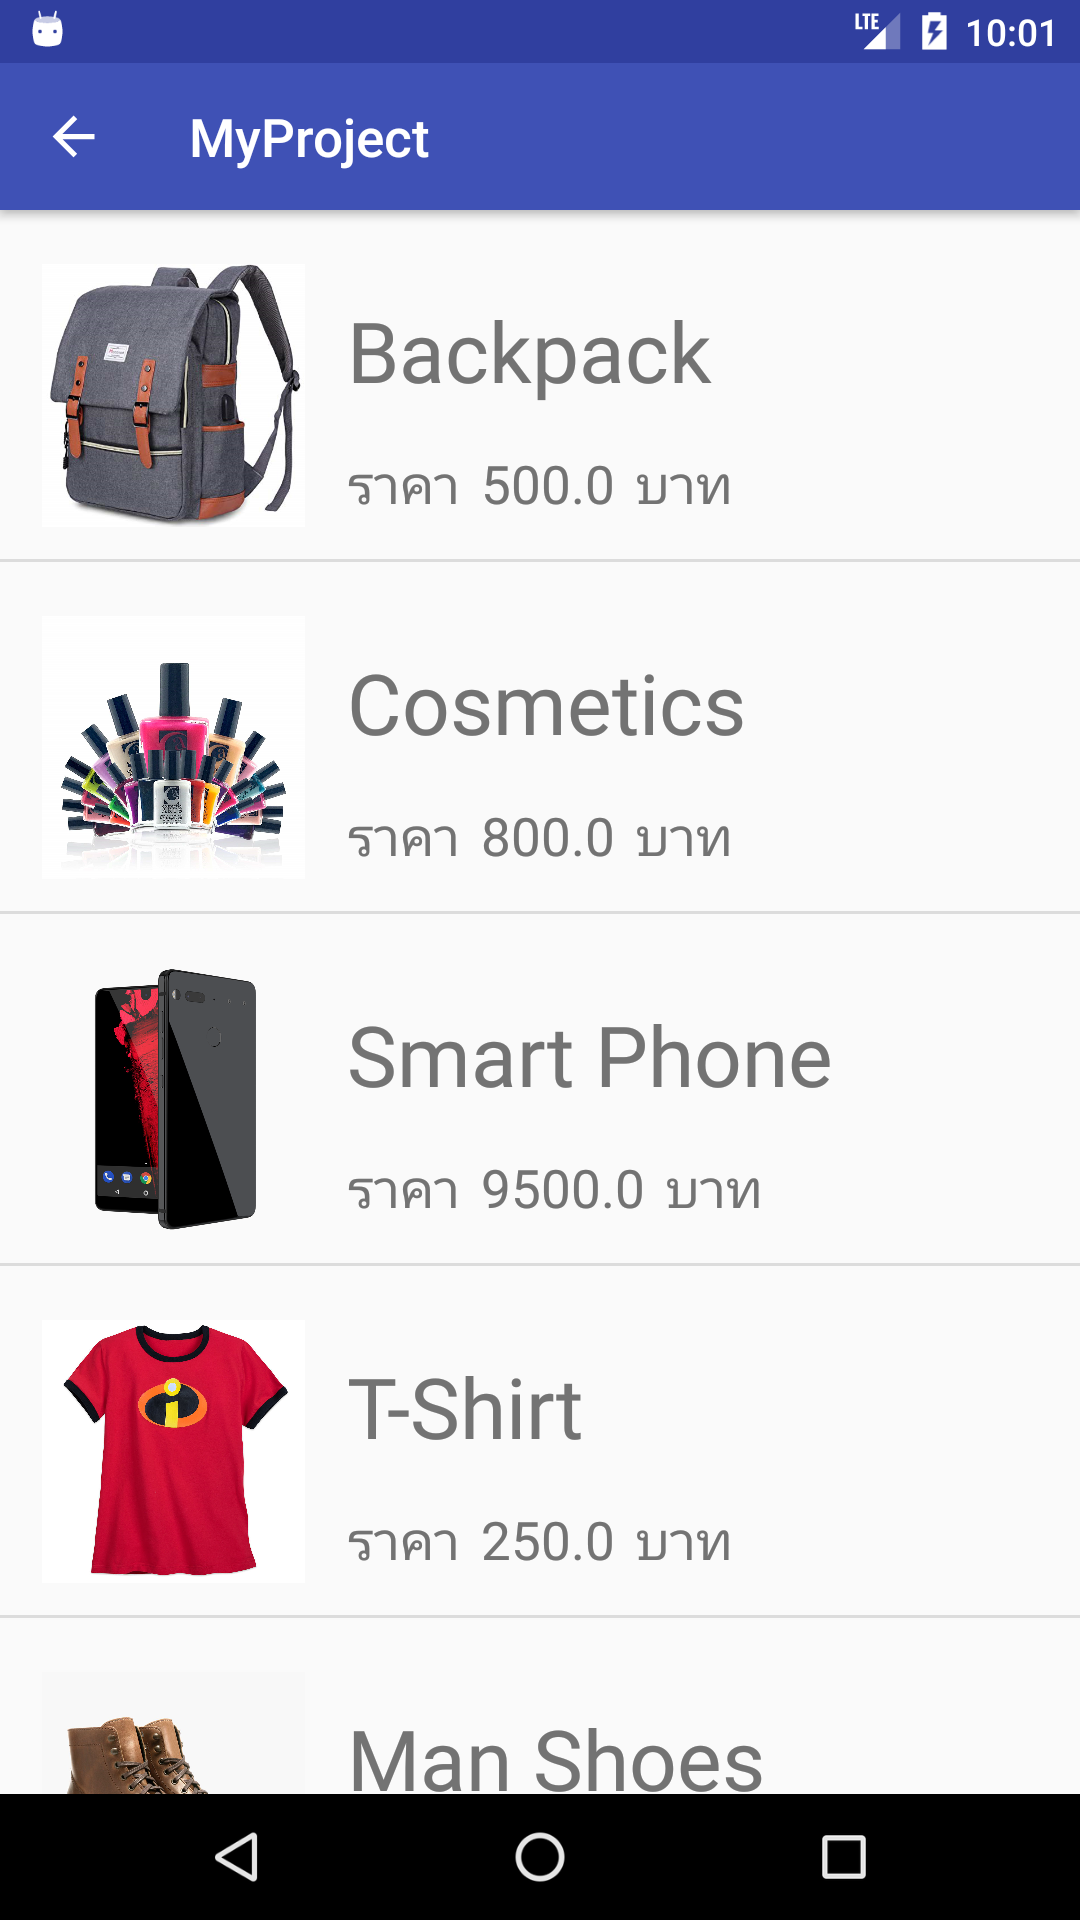 LTE 10:01
MyProject
Backpack
ราคา 500.0 บาท
Cosmetics
ราคา 800.0 บาท
Smart Phone
ราคา 9500.0 บาท
T-Shirt
ราคา 250.0 บาท
Man Shoes